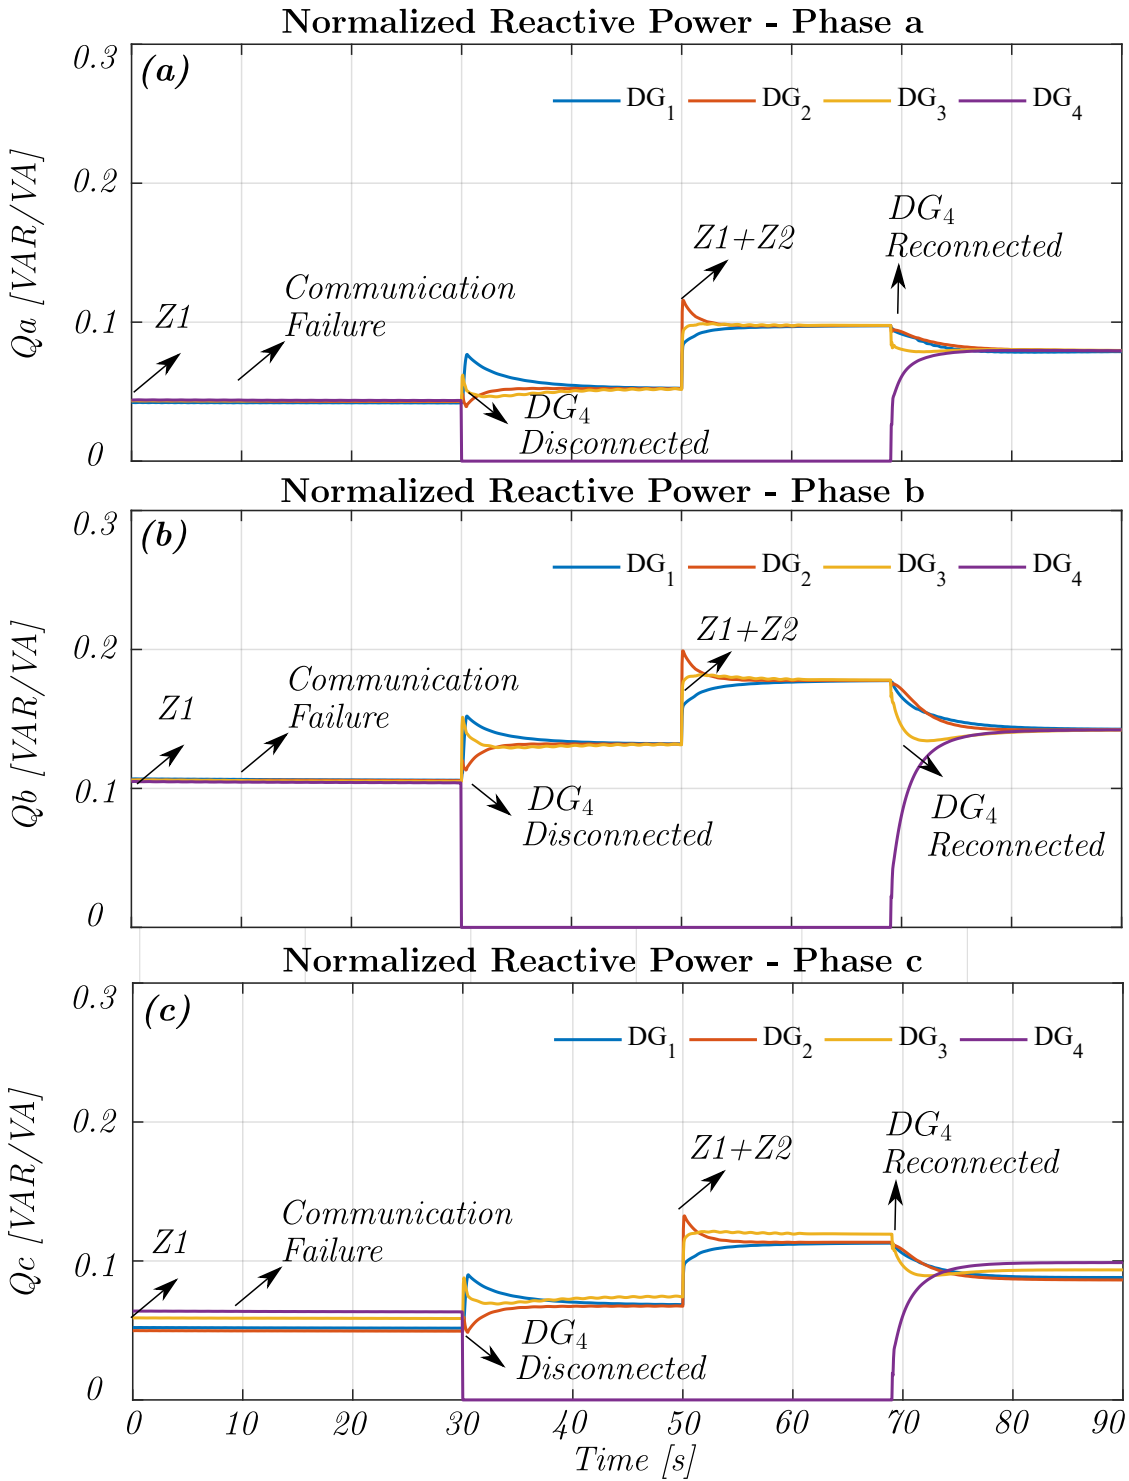 Normalized Reactive Power - Phase a
0.3
(a)
DG1 DG2 DG3 DG4
0.2
DG4
Reconnected
Z1+Z2
Communication
Failure
Z1
0.1
DG4
Disconnected
0
Qa [VAR/VA]
Normalized Reactive Power - Phase b
0.3
(b)
DG1 DG2 DG3 DG4
0.2
Z1+Z2
Communication
Failure
Z1
0.1
DG4
Disconnected
DG4
Reconnected
0
Qb [VAR/VA]
Normalized Reactive Power - Phase c
0.3
(c)
DG1 DG2 DG3 DG4
0.2
DG4
Reconnected
Z1+Z2
Communication
Failure
Z1
0.1
DG4
Disconnected
0
Qc [VAR/VA]
0 10 20 30 40 50 60 70 80 90
Time [s]